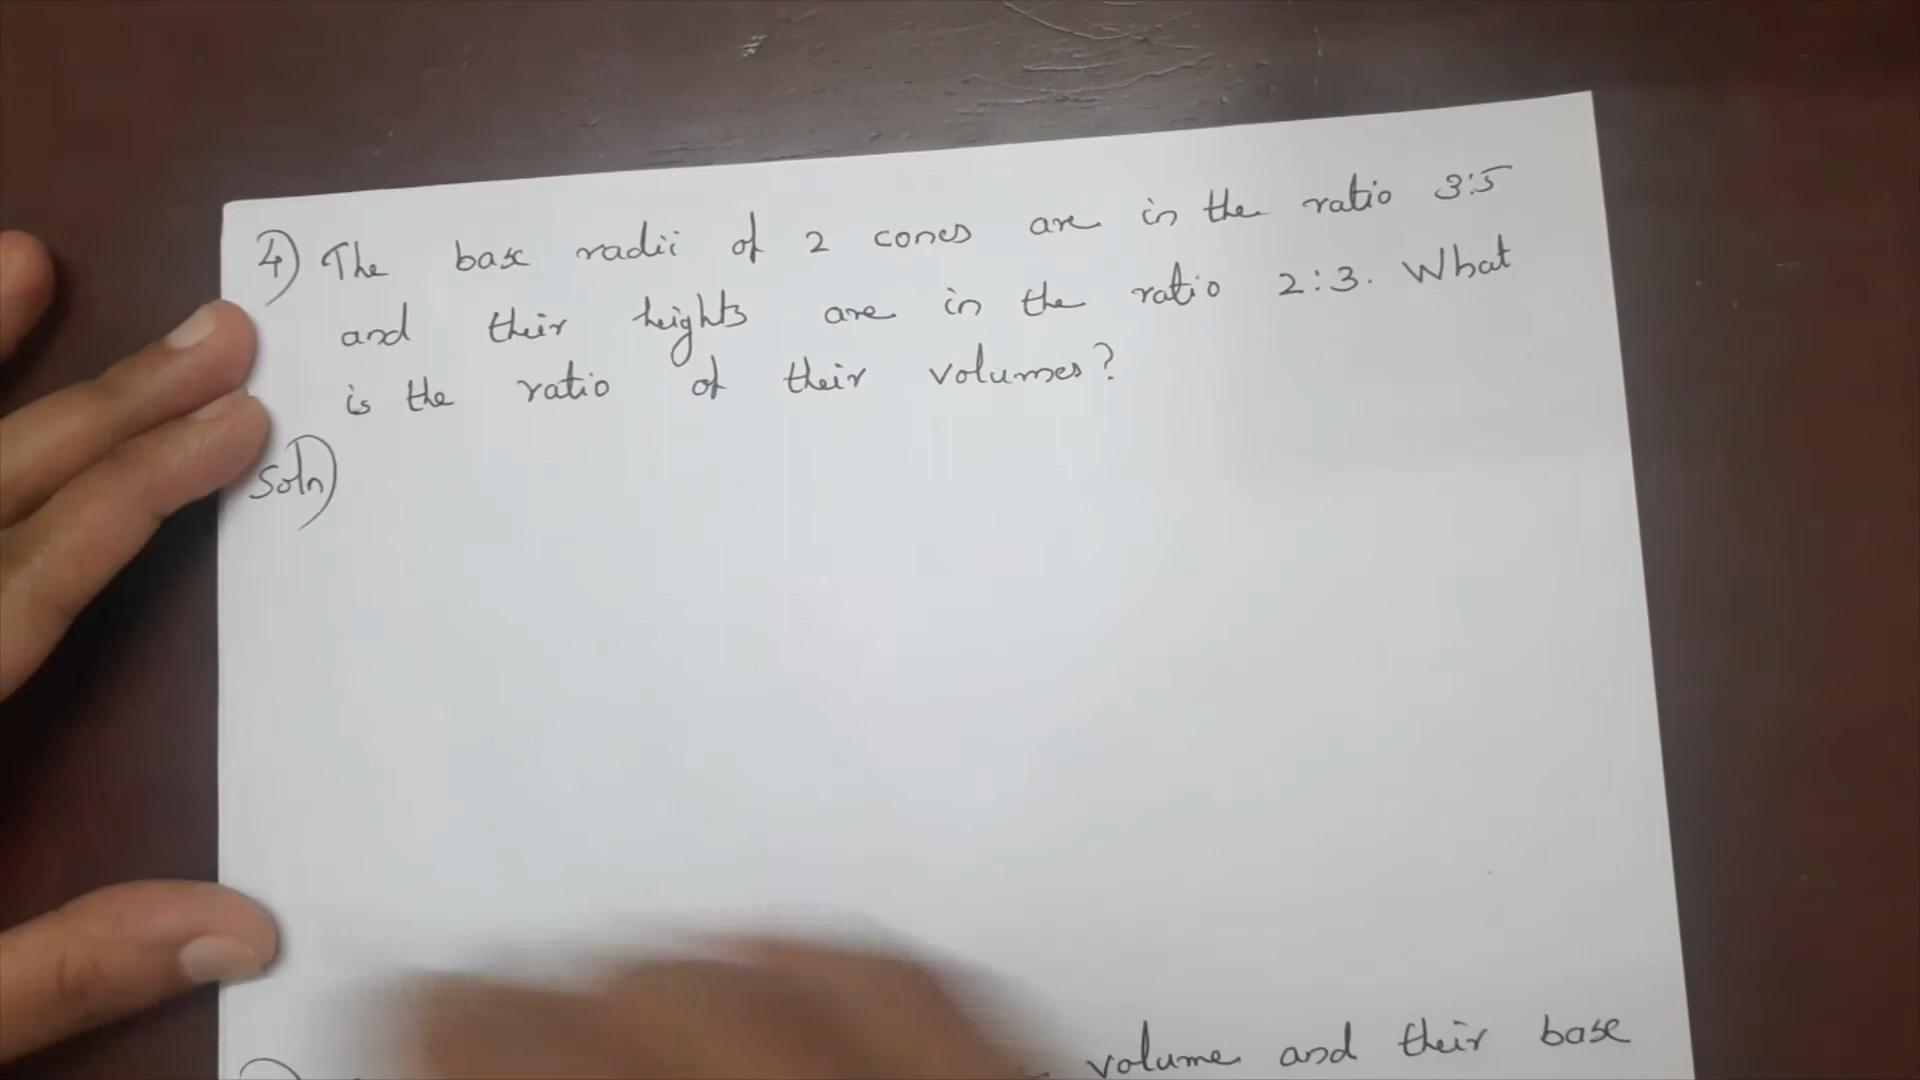 4) The base radii of 2 cones are in the ratio 3:5
and their heights are in the ratio 2:3. What
is the ratio of their volumes?
Soln)
volume and their base